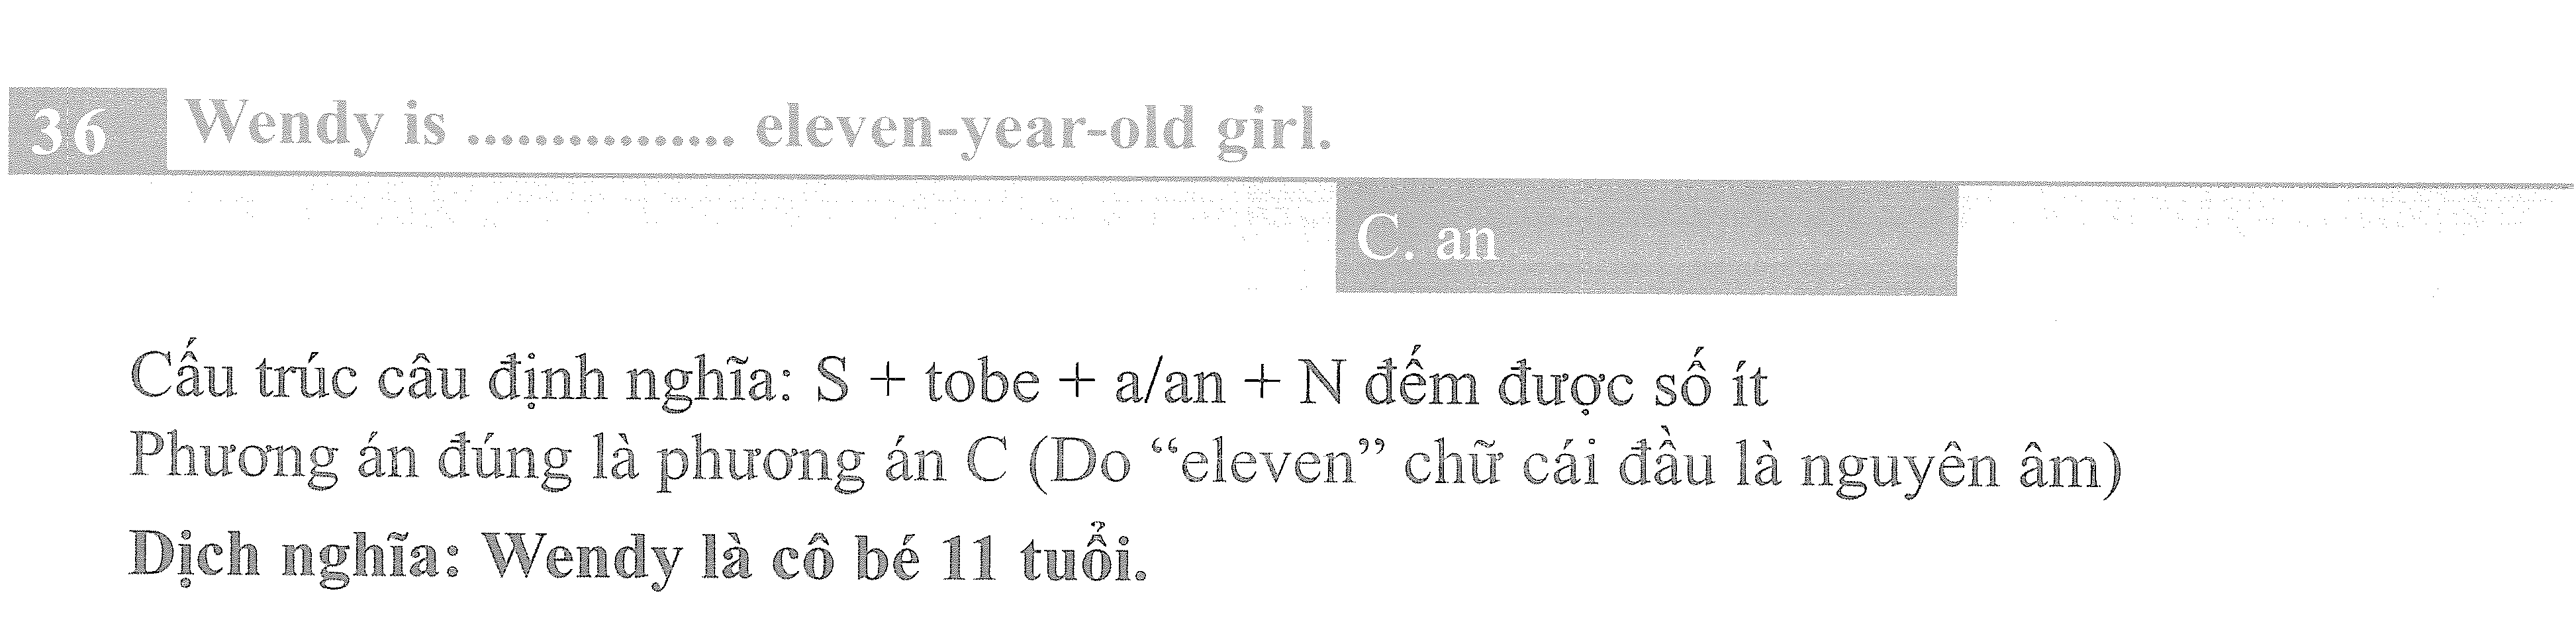 36 Wendy is ............... eleven-year-old girl.
C. an
Cấu trúc câu định nghĩa: S + tobe + a/an + N đếm được số ít
Phương án đúng là phương án C (Do “eleven” chữ cái đầu là nguyên âm)
Dịch nghĩa: Wendy là cô bé 11 tuổi.